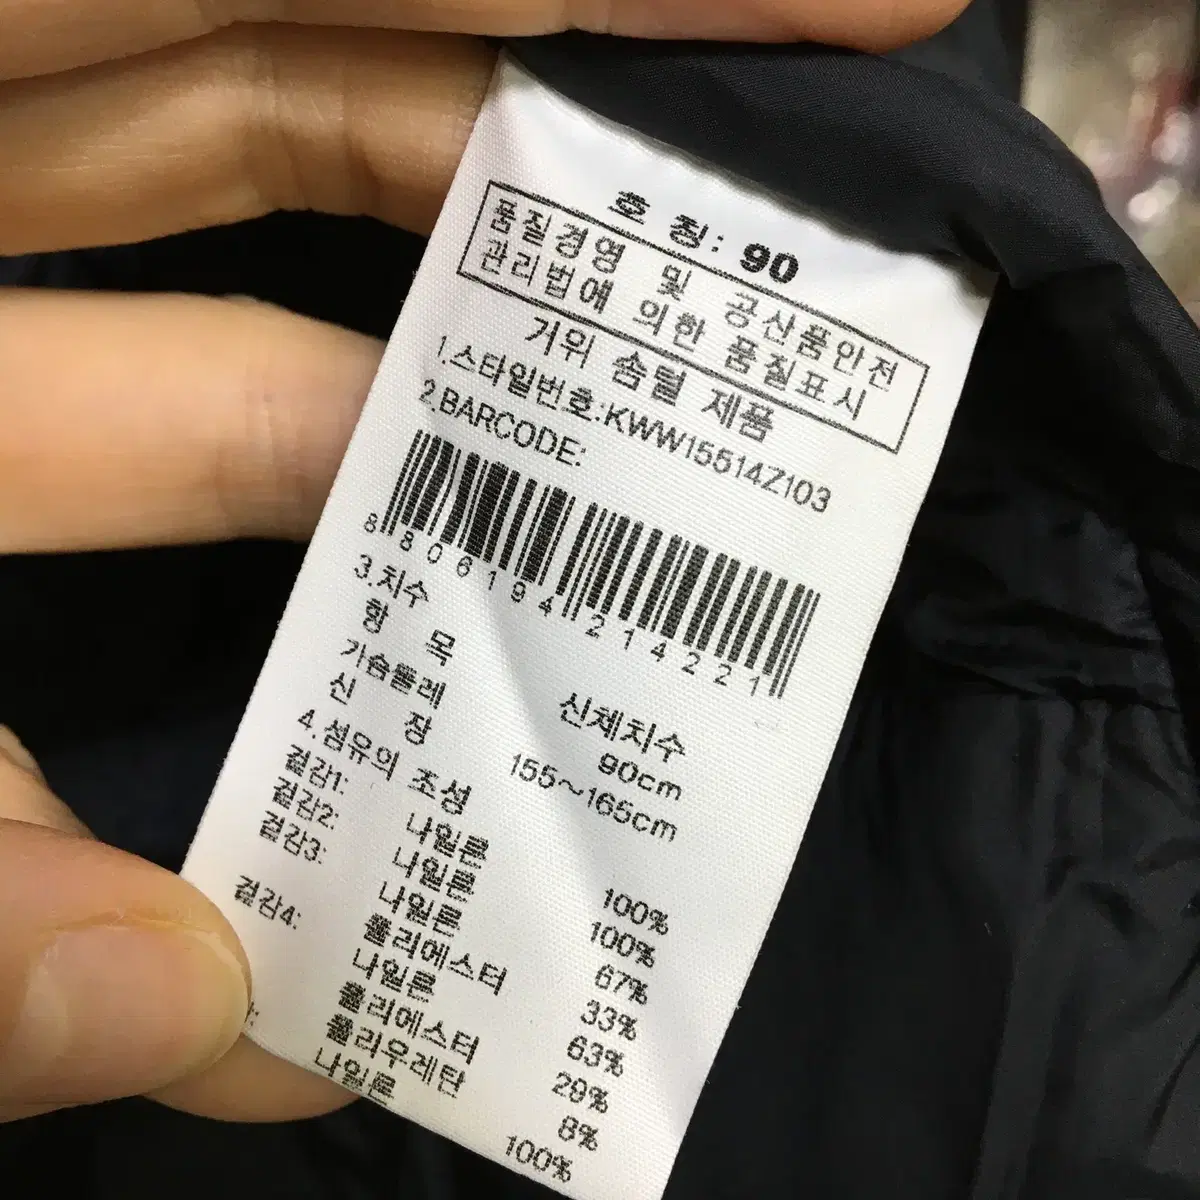 호 칭: 90
품질경영 및 공산품안전
관리법에 의한 품질표시
거위 솜털 제품
1.스타일번호:KWW15514Z103
2.BARCODE:
8 806194 214221
3.치수
항 목 신체치수
가슴둘레 90cm
신 장 155~165cm
4.섬유의 조성
겉감1: 나일론 100%
겉감2: 나일론 100%
겉감3: 나일론 67%
폴리에스터 33%
겉감4: 나일론 63%
폴리에스터 29%
폴리우레탄 8%
나일론 100%